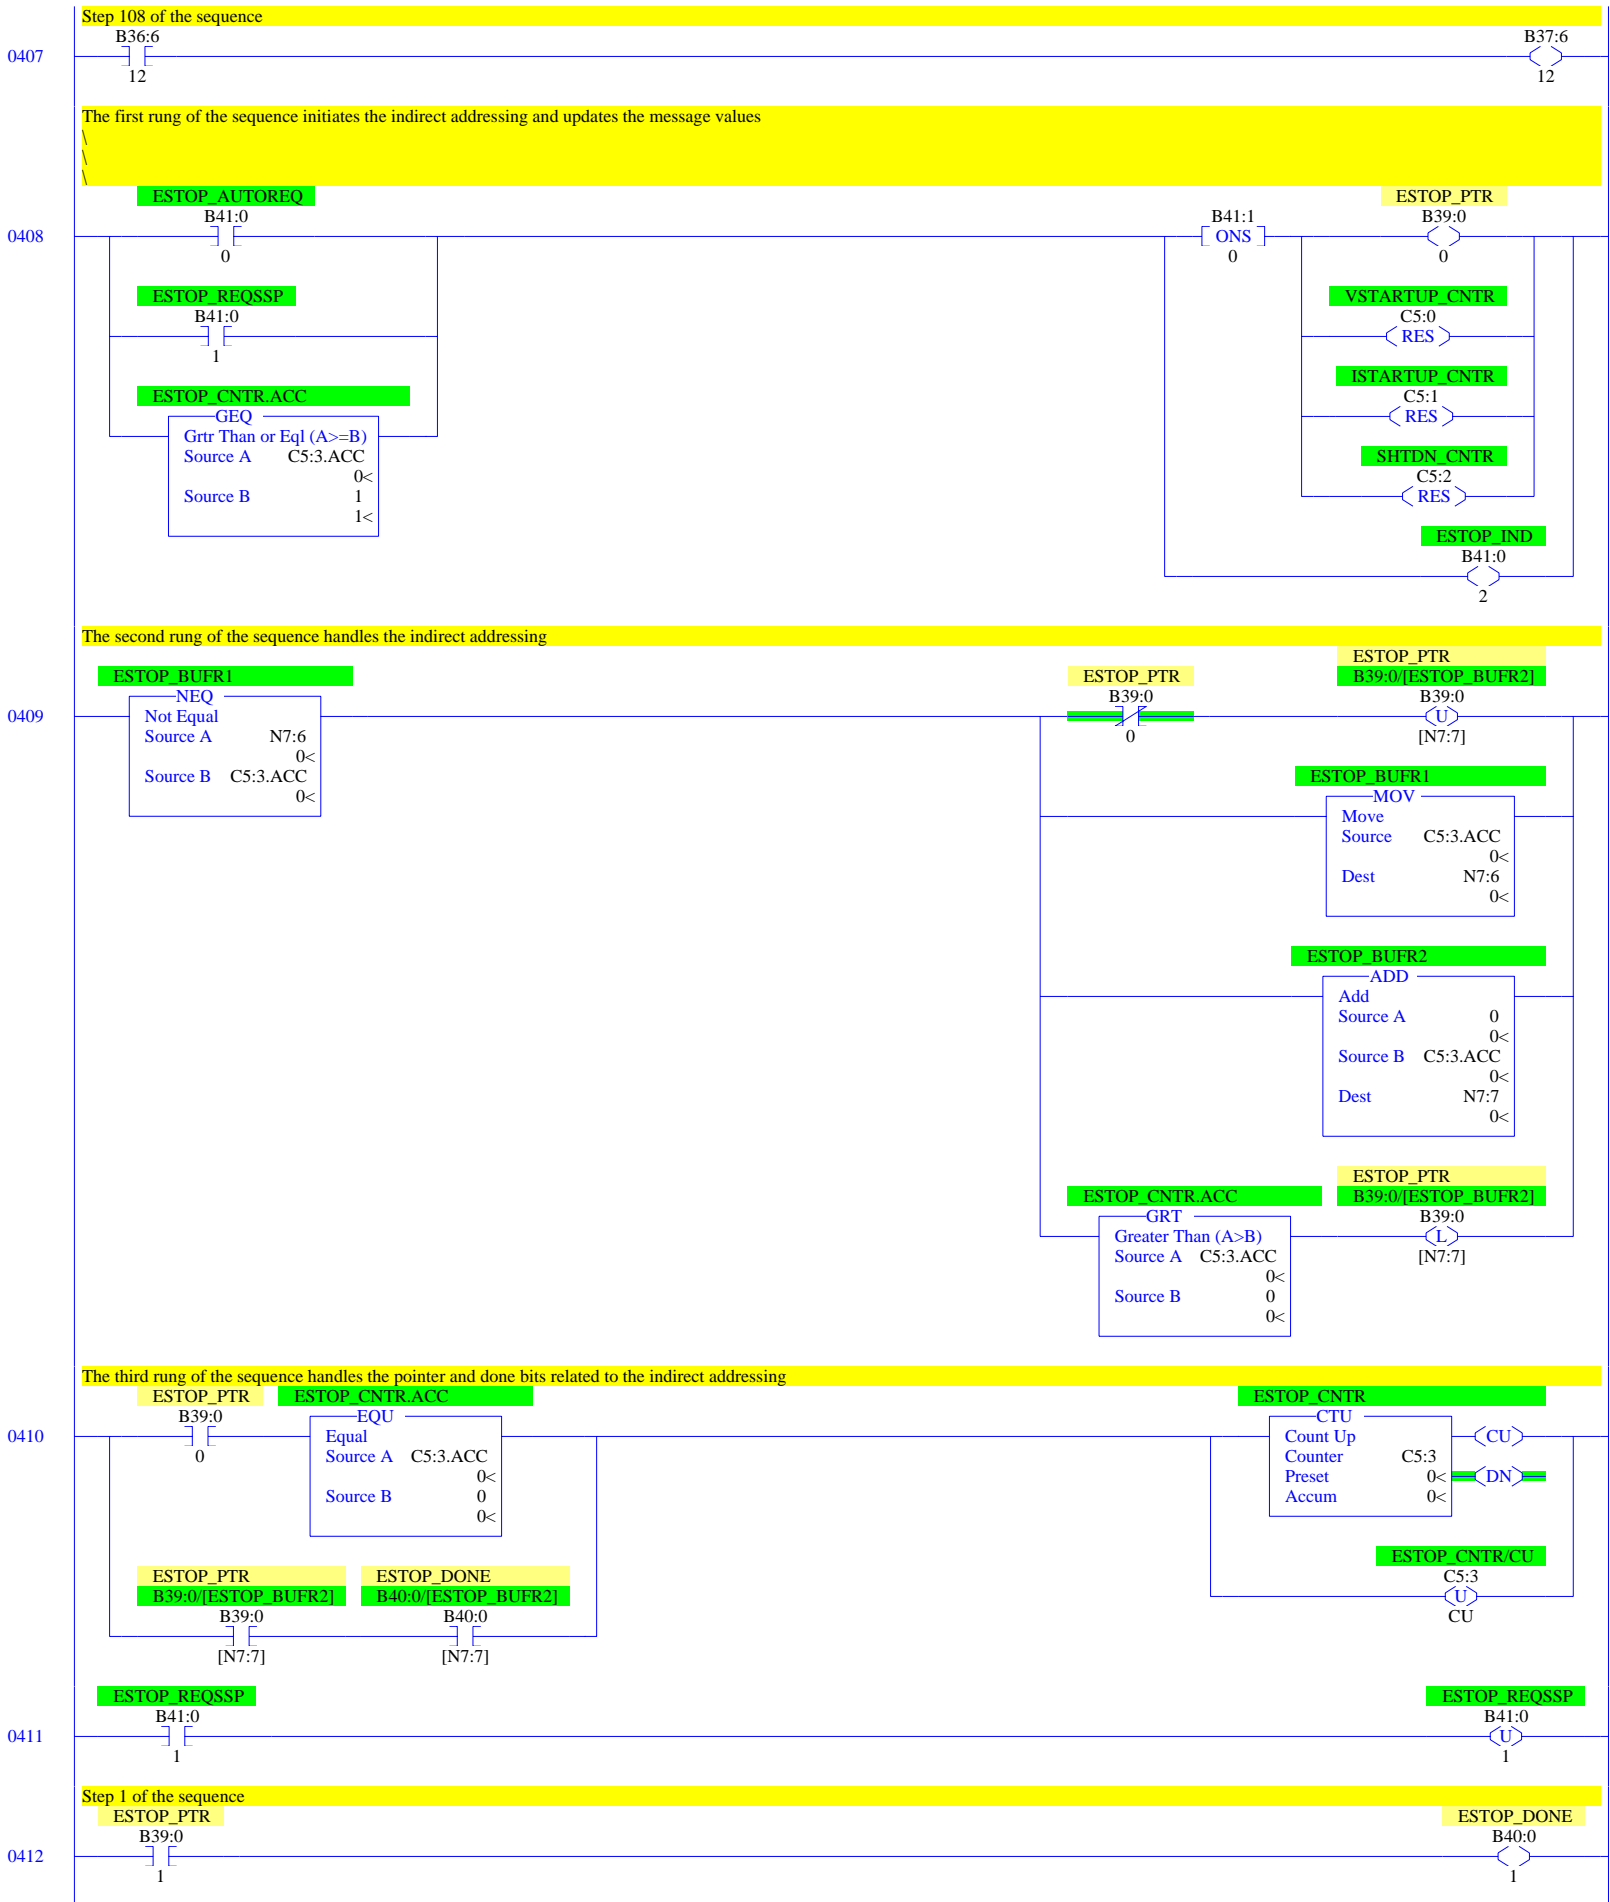 Step 108 of the sequence
B36:6 B37:6
0407
12 12
The first rung of the sequence initiates the indirect addressing and updates the message values
\
\
\
ESTOP_AUTOREQ ESTOP_PTR
B41:0 B41:1 B39:0
0408 ONS
0 0 0
ESTOP_REQSSP VSTARTUP_CNTR
B41:0 C5:0
RES
1
ESTOP_CNTR.ACC ISTARTUP_CNTR
C5:1
GEQ RES
Grtr Than or Eql (A>=B)
Source A C5:3.ACC SHTDN_CNTR
0< C5:2
Source B 1 RES
1<
ESTOP_IND
B41:0
2
The second rung of the sequence handles the indirect addressing
ESTOP_PTR
ESTOP_BUFR1 ESTOP_PTR B39:0/[ESTOP_BUFR2]
NEQ B39:0 B39:0
0409 Not Equal U
Source A N7:6 0 [N7:7]
0<
Source B C5:3.ACC ESTOP_BUFR1
0< MOV
Move
Source C5:3.ACC
0<
Dest N7:6
0<
ESTOP_BUFR2
ADD
Add
Source A 0
0<
Source B C5:3.ACC
0<
Dest N7:7
0<
ESTOP_PTR
ESTOP_CNTR.ACC B39:0/[ESTOP_BUFR2]
GRT B39:0
Greater Than (A>B) L
Source A C5:3.ACC [N7:7]
0<
Source B 0
0<
The third rung of the sequence handles the pointer and done bits related to the indirect addressing
ESTOP_PTR ESTOP_CNTR.ACC ESTOP_CNTR
B39:0 EQU CTU
0410 Equal Count Up CU
0 Source A C5:3.ACC Counter C5:3
0< Preset 0< DN
Source B 0 Accum 0<
0<
ESTOP_CNTR/CU
ESTOP_PTR ESTOP_DONE C5:3
B39:0/[ESTOP_BUFR2] B40:0/[ESTOP_BUFR2] U
B39:0 B40:0 CU
[N7:7] [N7:7]
ESTOP_REQSSP ESTOP_REQSSP
B41:0 B41:0
0411 U
1 1
Step 1 of the sequence
ESTOP_PTR ESTOP_DONE
B39:0 B40:0
0412
1 1